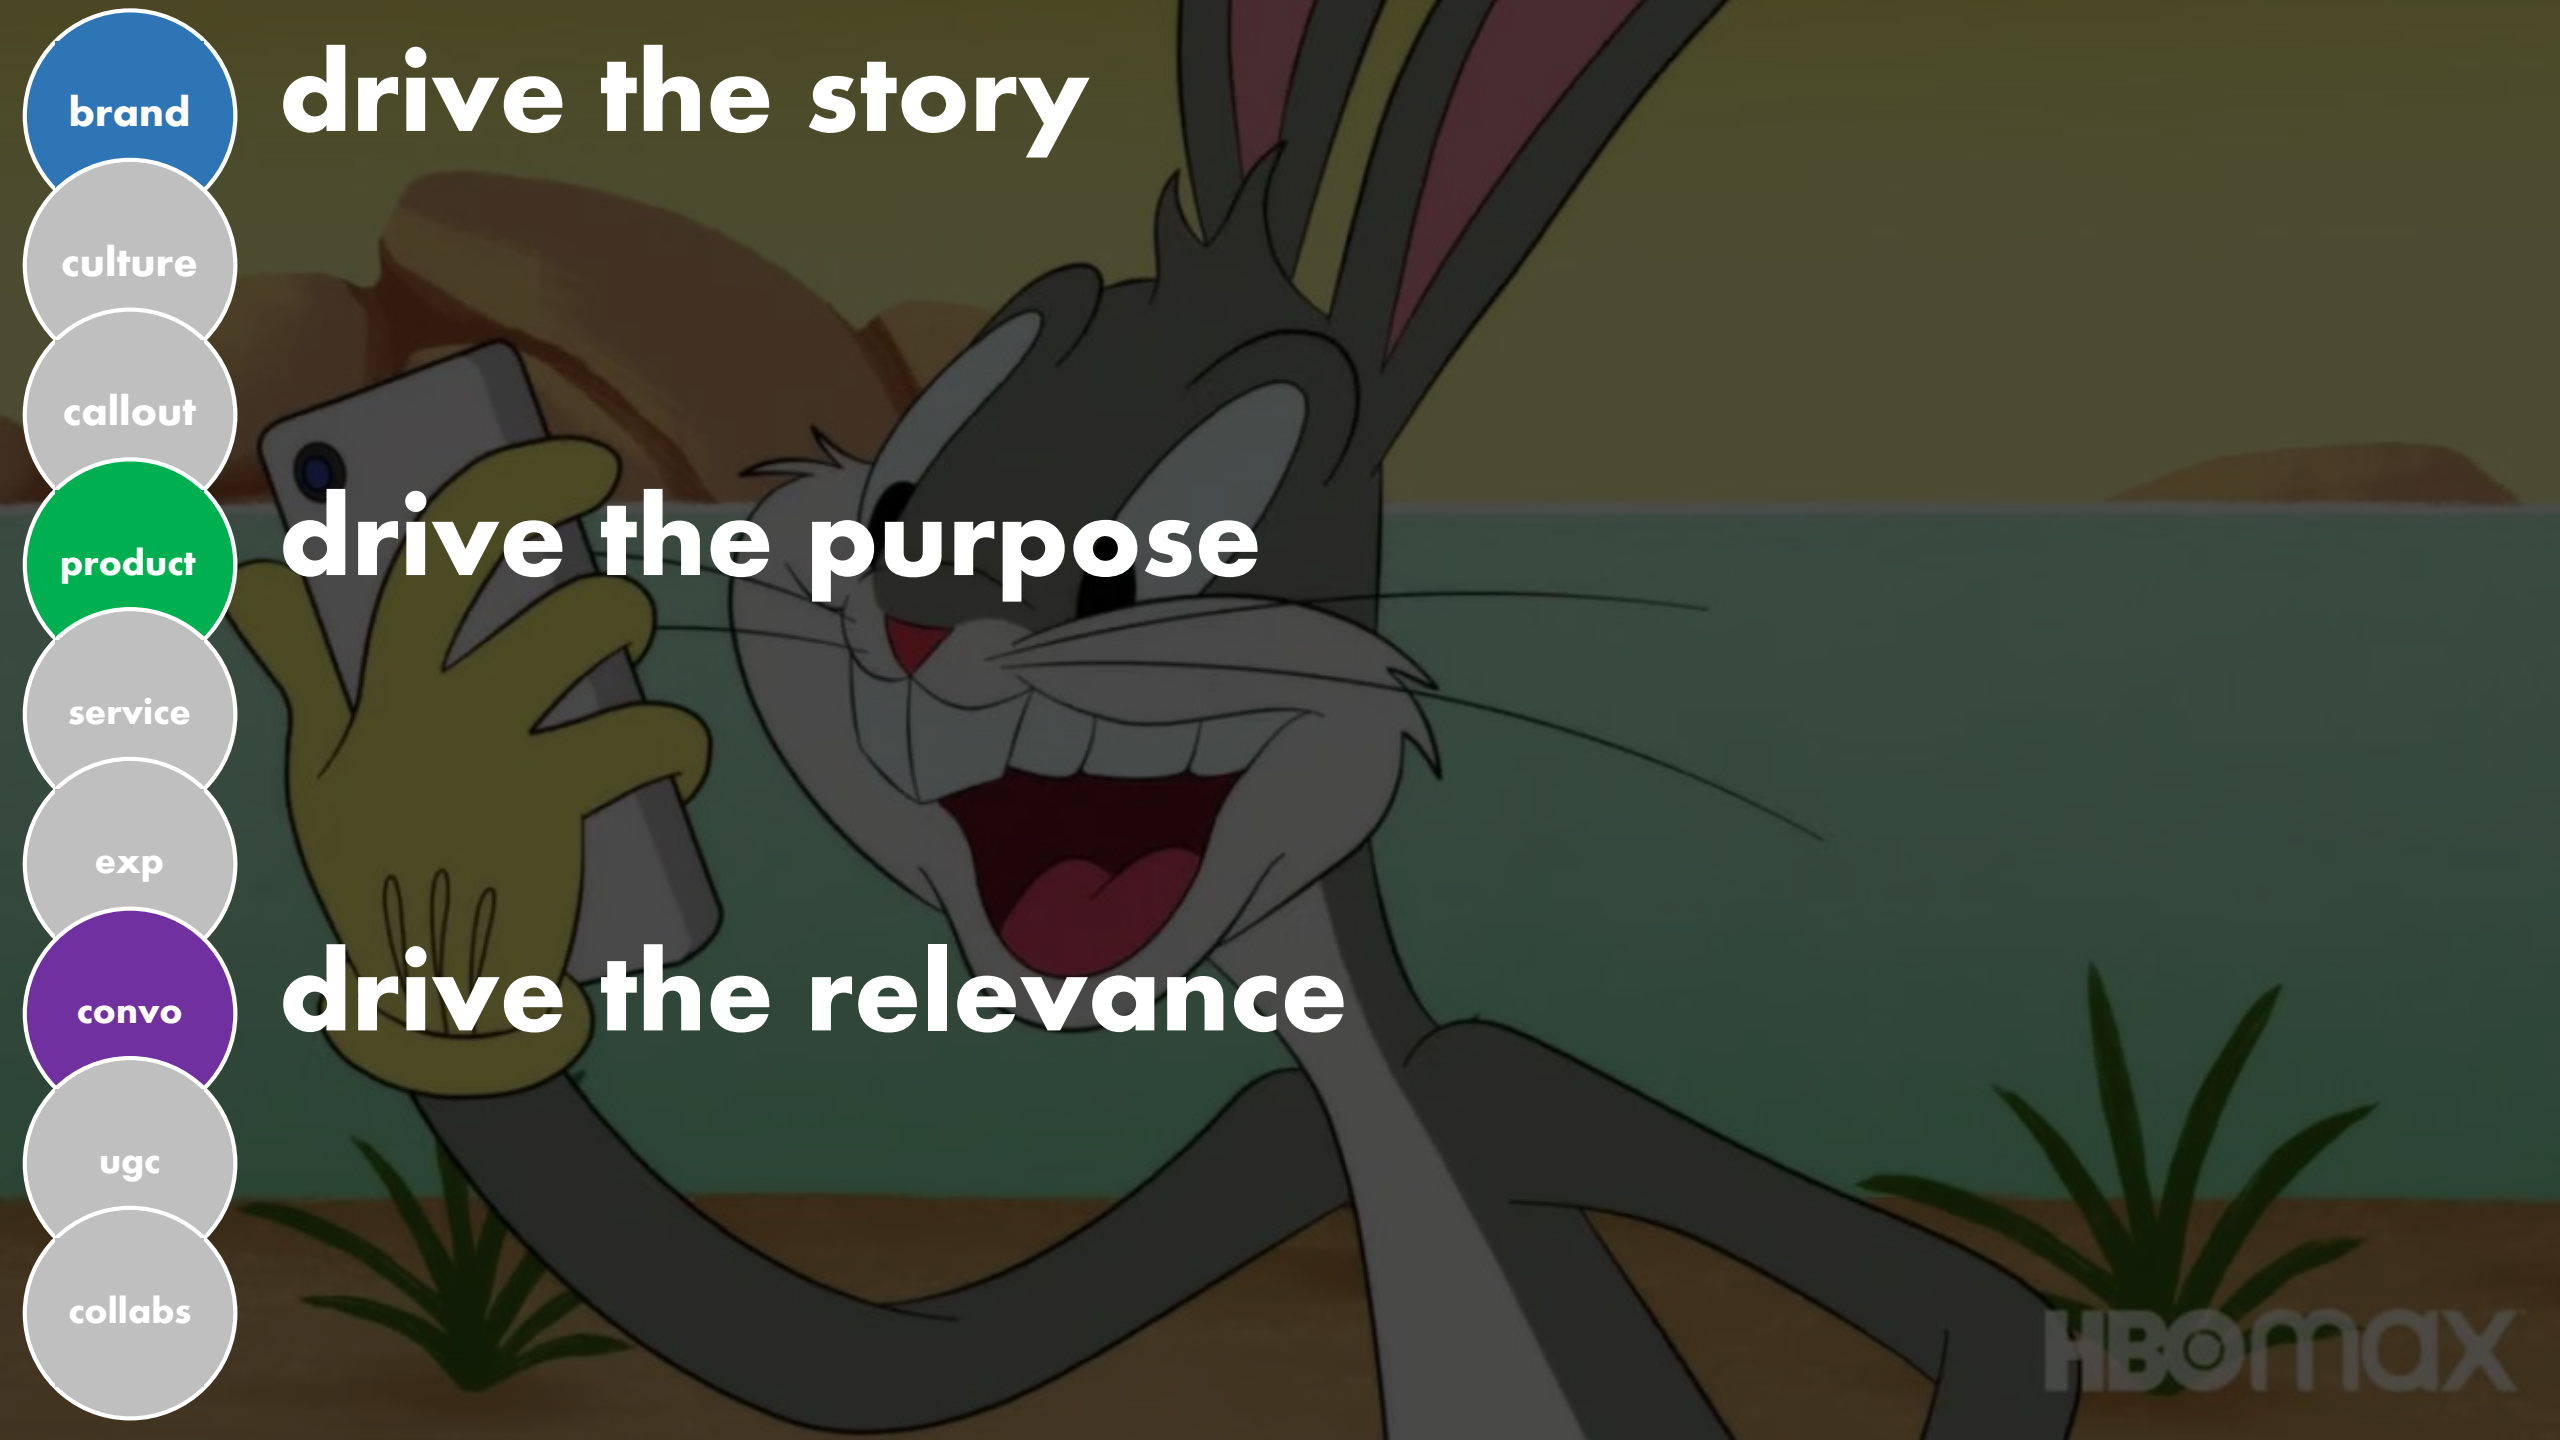 brand
drive the story
culture
callout
product
drive the purpose
service
exp
convo
drive the relevance
ugc
collabs
HBOmax